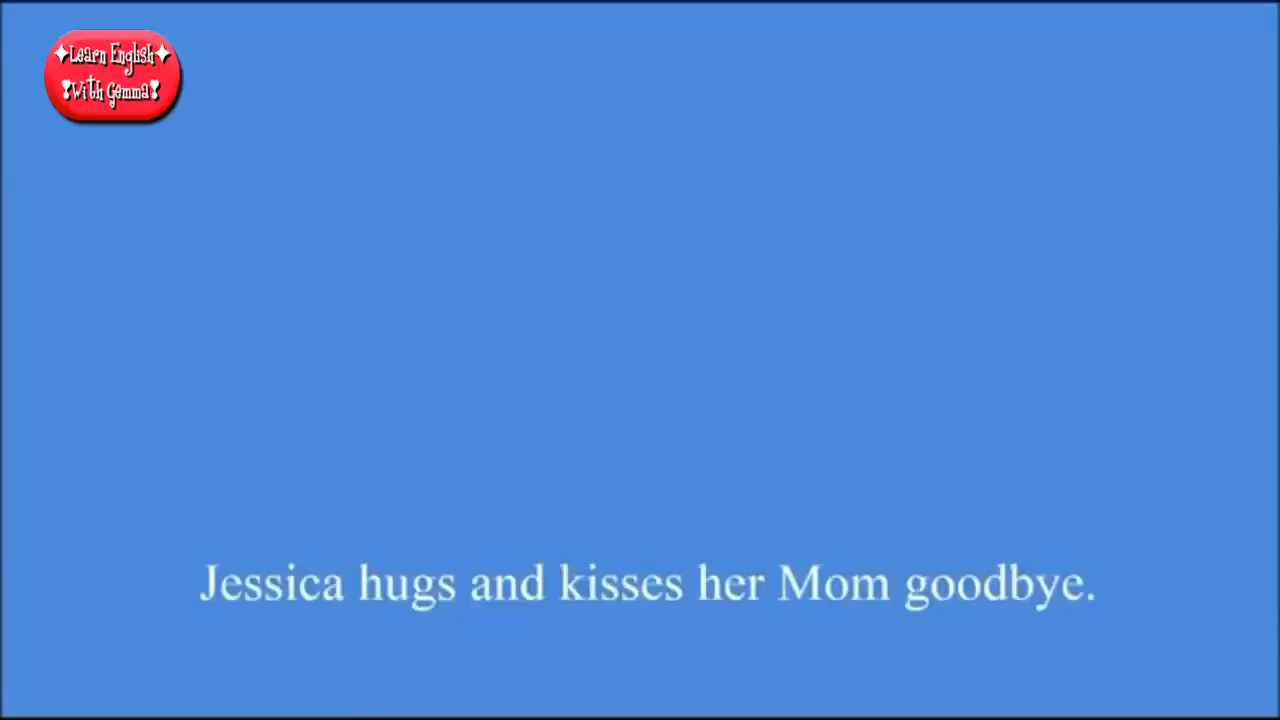 ✦Learn English✦
❣With Gemma❣
Jessica hugs and kisses her Mom goodbye.